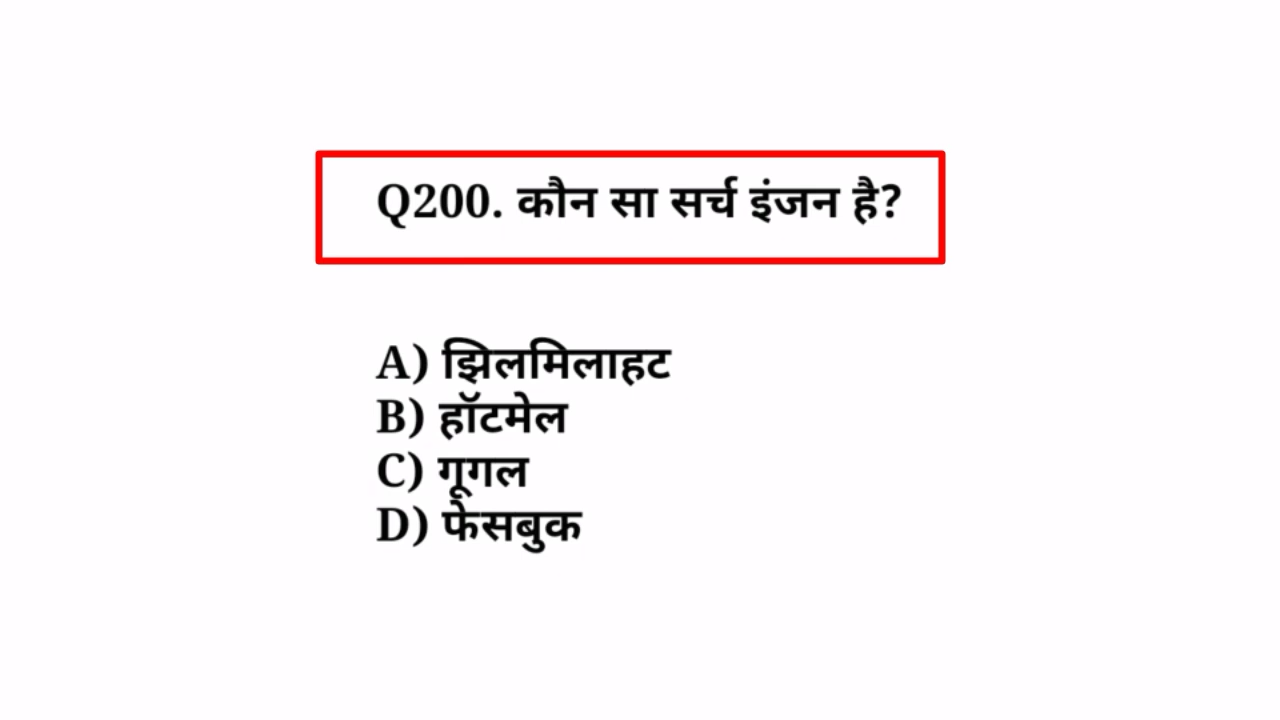 Q200. कौन सा सर्च इंजन है?
A) झिलमिलाहट
B) हॉटमेल
C) गूगल
D) फेसबुक